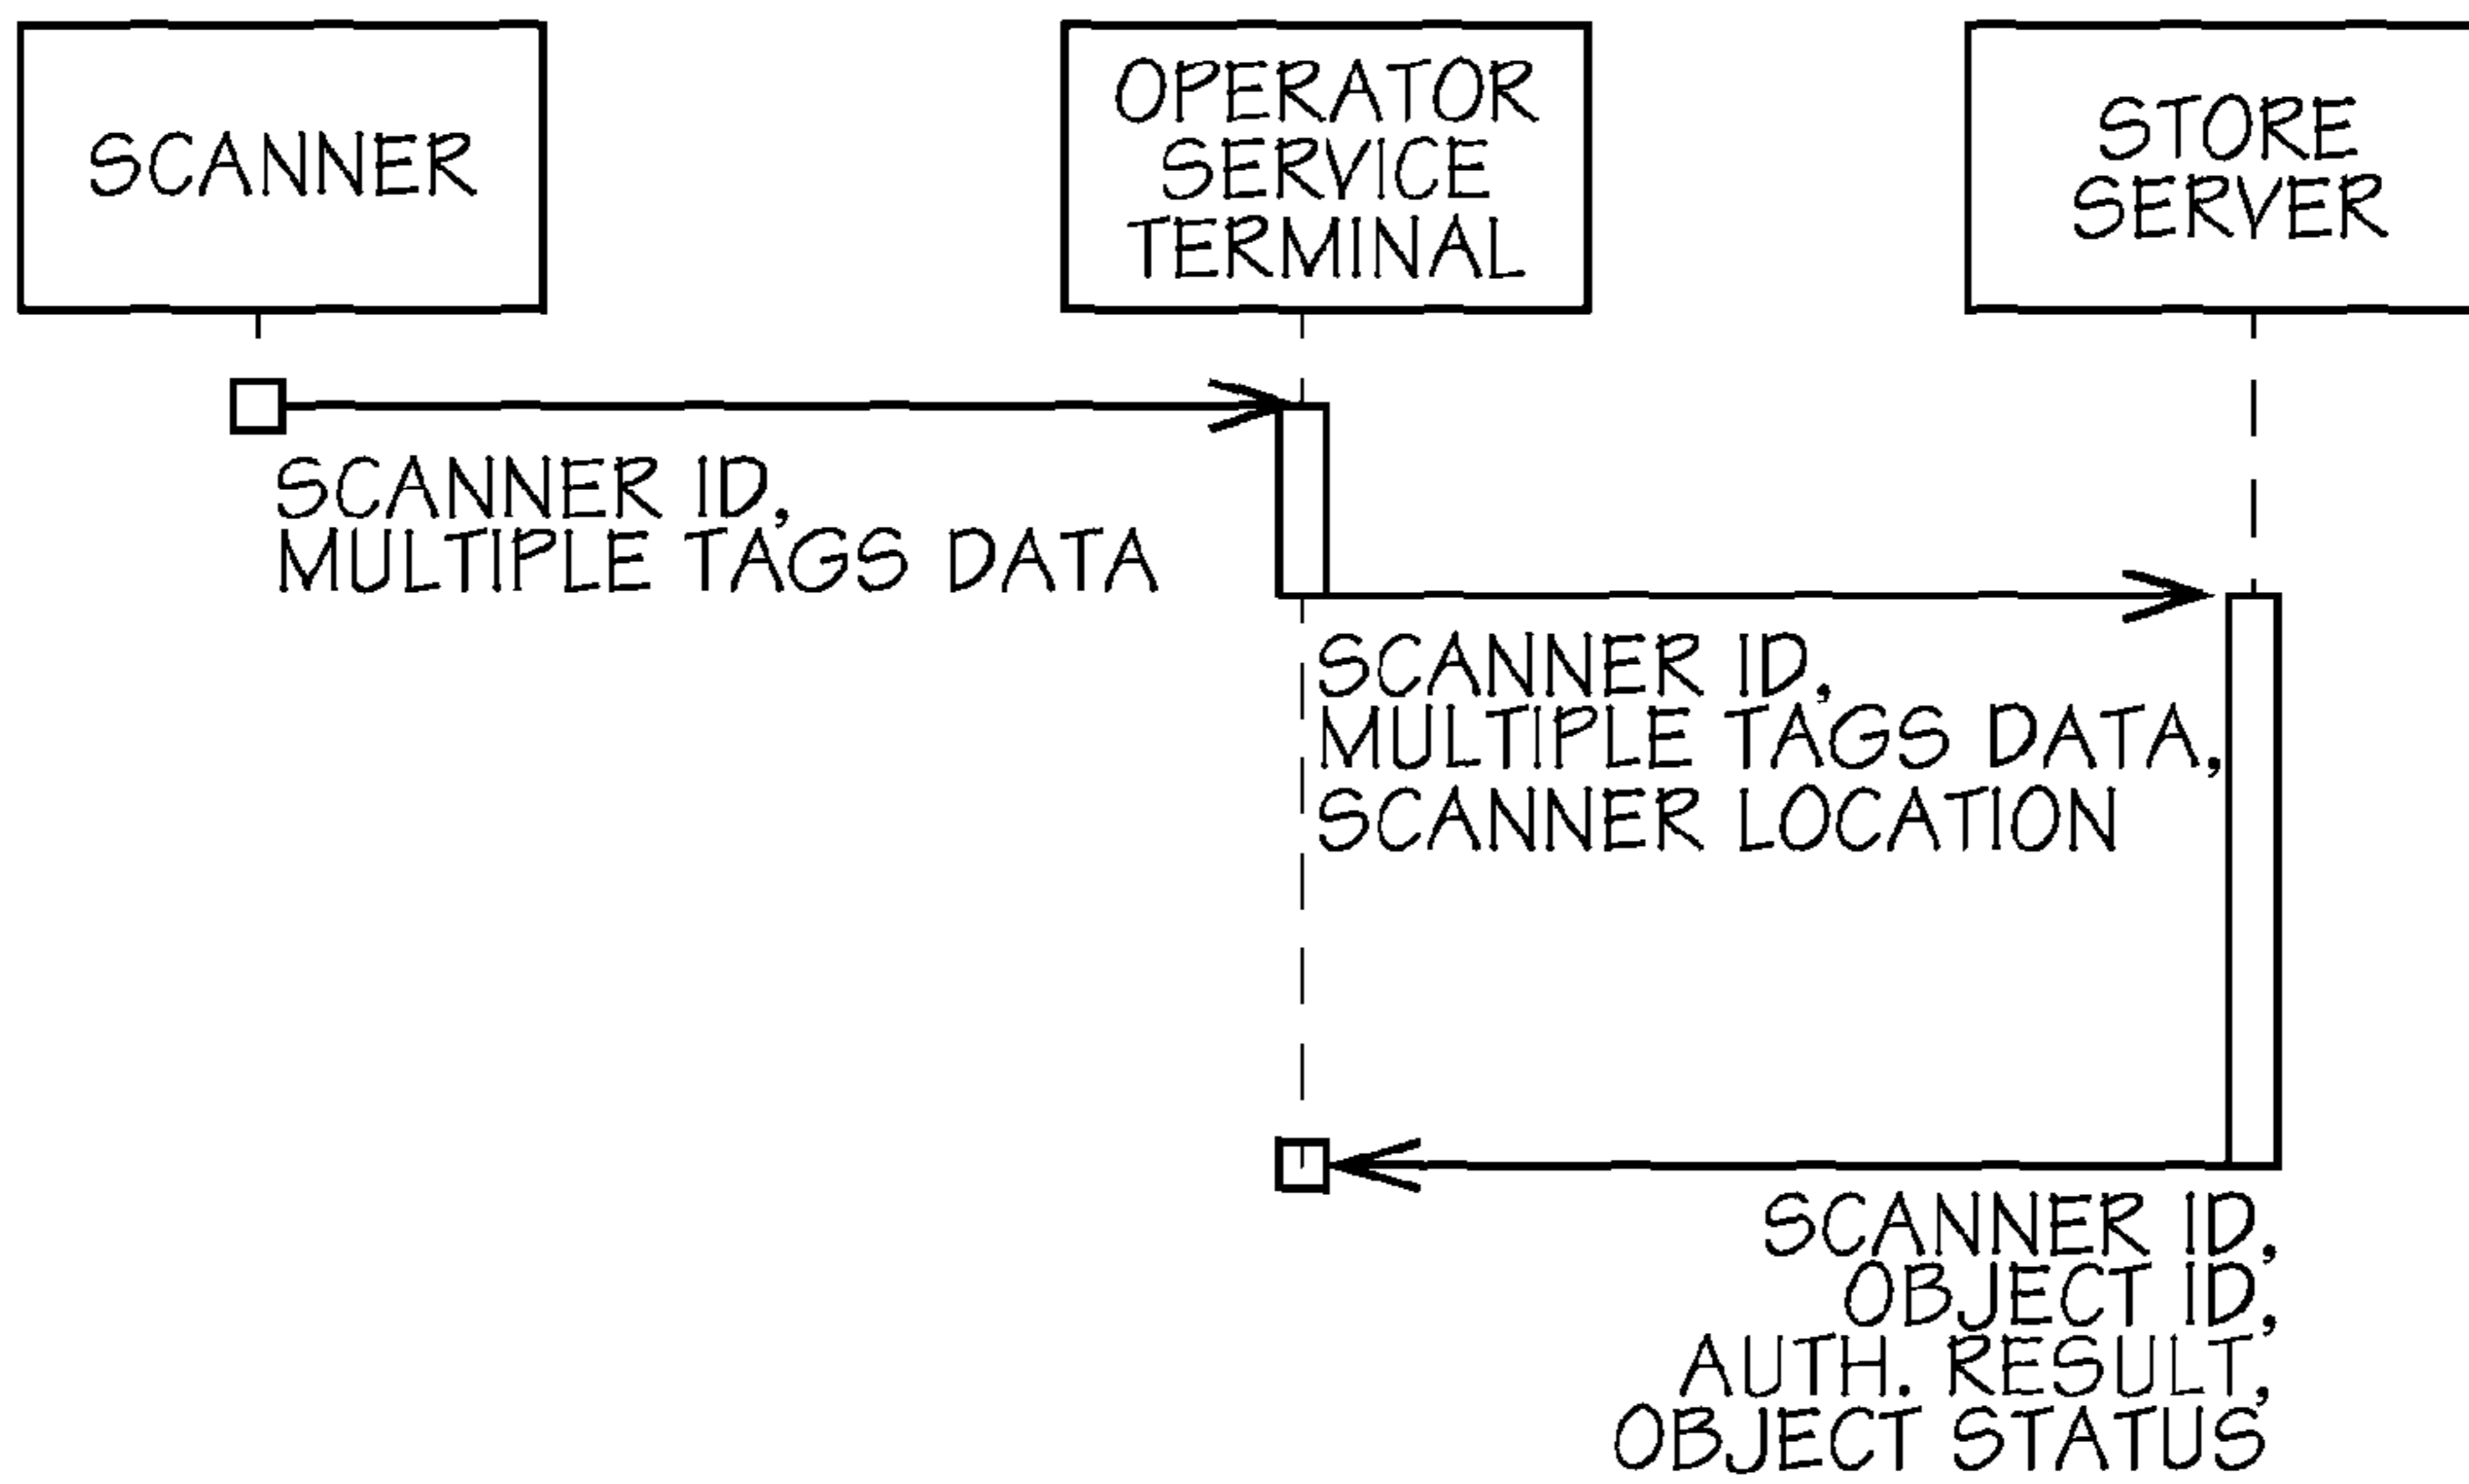 SCANNER
OPERATOR
SERVICE
TERMINAL
STORE
SERVER
SCANNER ID,
MULTIPLE TAGS DATA
SCANNER ID,
MULTIPLE TAGS DATA,
SCANNER LOCATION
SCANNER ID,
OBJECT ID,
AUTH. RESULT,
OBJECT STATUS